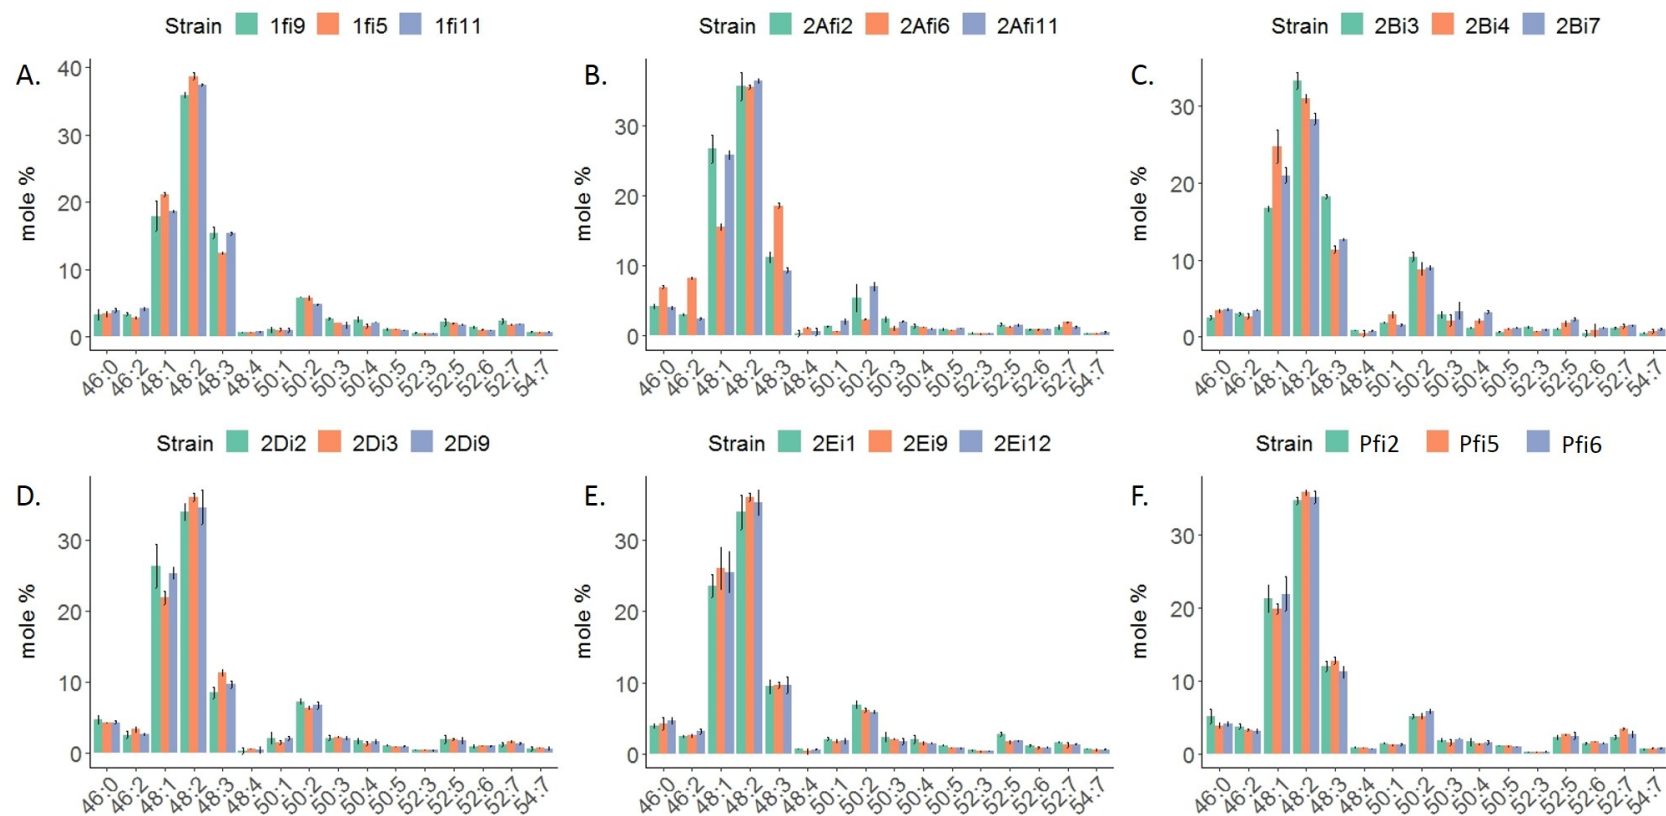 Strain 1fi9 1fi5 1fi11
A.
mole %
40
30
20
10
0
46:0 46:2 48:1 48:2 48:3 48:4 50:1 50:2 50:3 50:4 50:5 52:3 52:5 52:6 52:7 54:7
Strain 2Afi2 2Afi6 2Afi11
B.
mole %
30
20
10
0
46:0 46:2 48:1 48:2 48:3 48:4 50:1 50:2 50:3 50:4 50:5 52:3 52:5 52:6 52:7 54:7
Strain 2Bi3 2Bi4 2Bi7
C.
mole %
30
20
10
0
46:0 46:2 48:1 48:2 48:3 48:4 50:1 50:2 50:3 50:4 50:5 52:3 52:5 52:6 52:7 54:7
Strain 2Di2 2Di3 2Di9
D.
mole %
30
20
10
0
46:0 46:2 48:1 48:2 48:3 48:4 50:1 50:2 50:3 50:4 50:5 52:3 52:5 52:6 52:7 54:7
Strain 2Ei1 2Ei9 2Ei12
E.
mole %
30
20
10
0
46:0 46:2 48:1 48:2 48:3 48:4 50:1 50:2 50:3 50:4 50:5 52:3 52:5 52:6 52:7 54:7
Strain Pfi2 Pfi5 Pfi6
F.
mole %
30
20
10
0
46:0 46:2 48:1 48:2 48:3 48:4 50:1 50:2 50:3 50:4 50:5 52:3 52:5 52:6 52:7 54:7